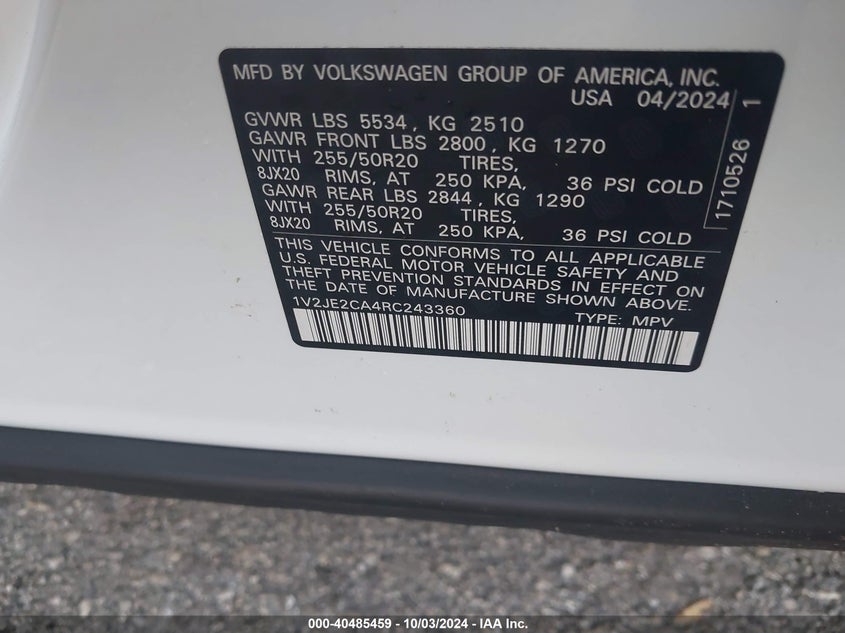 MFD BY VOLKSWAGEN GROUP OF AMERICA, INC.
USA 04/2024
GVWR LBS 5534, KG 2510
GAWR FRONT LBS 2800, KG 1270
WITH 255/50R20 TIRES,
8JX20 RIMS, AT 250 KPA, 36 PSI COLD
GAWR REAR LBS 2844, KG 1290
WITH 255/50R20 TIRES,
8JX20 RIMS, AT 250 KPA, 36 PSI COLD
THIS VEHICLE CONFORMS TO ALL APPLICABLE
U.S. FEDERAL MOTOR VEHICLE SAFETY AND
THEFT PREVENTION STANDARDS IN EFFECT ON
THE DATE OF MANUFACTURE SHOWN ABOVE.
1V2JE2CA4RC243360 TYPE: MPV
1710526 1
000-40485459 - 10/03/2024 - IAA Inc.